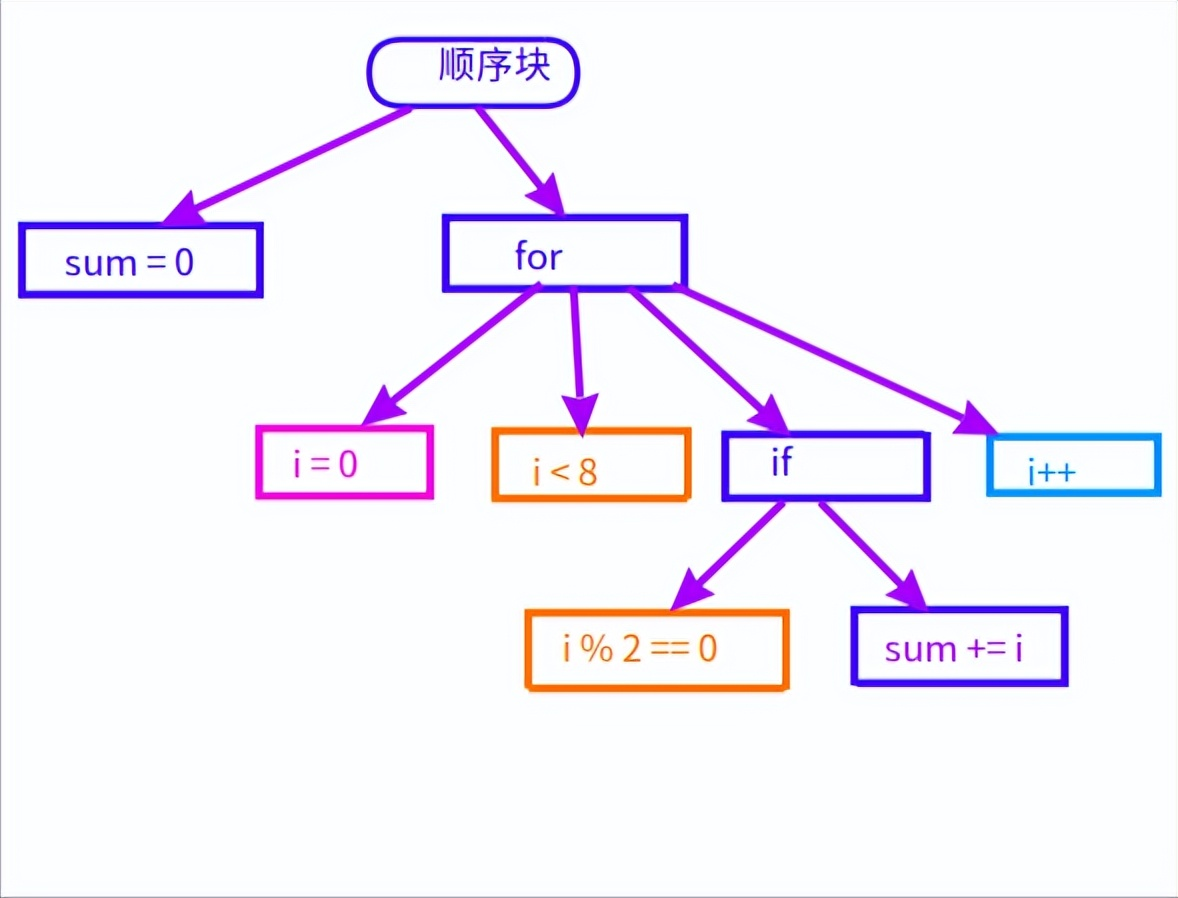 顺序块
sum = 0
for
i = 0
i < 8
if
i++
i % 2 == 0
sum += i